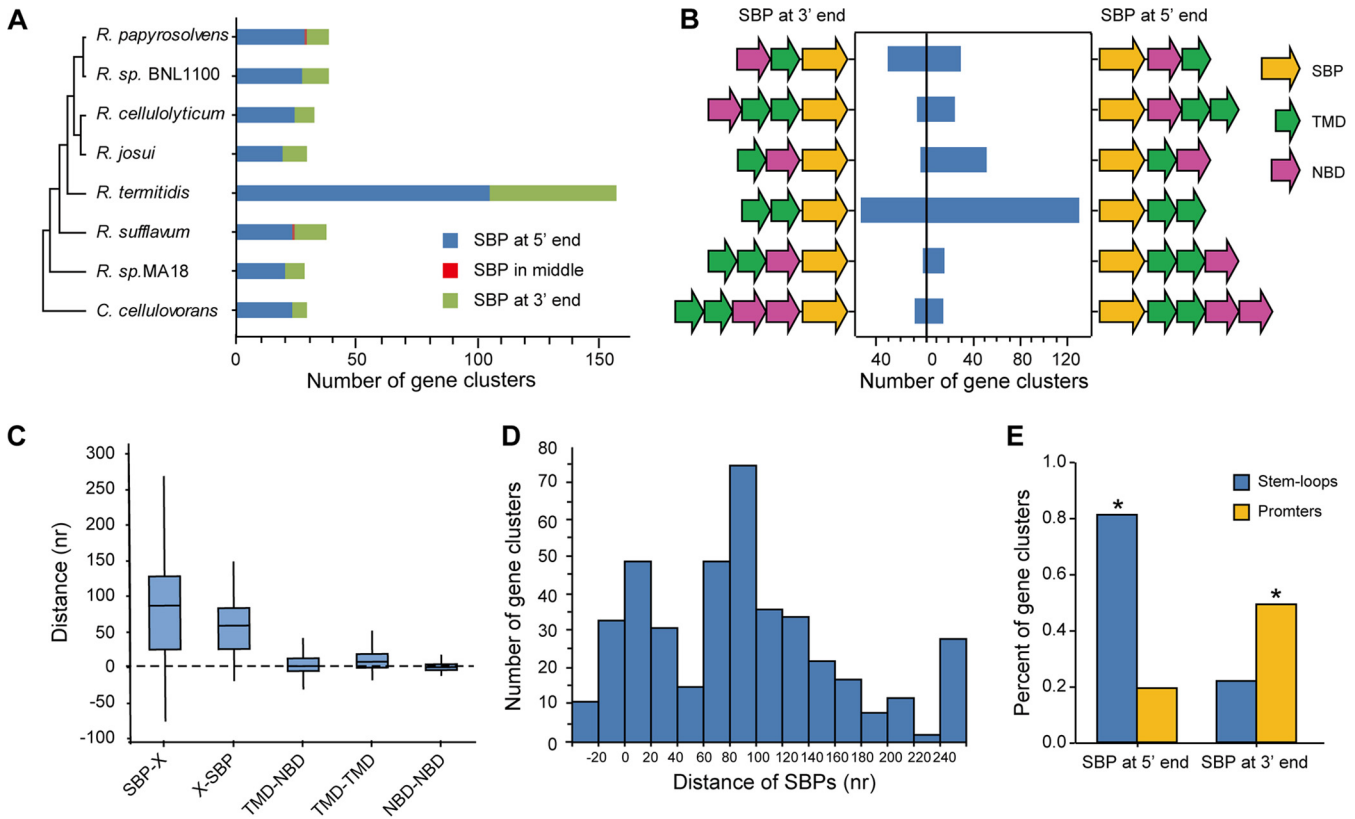 A
R. papyrosolvens
R. sp. BNL1100
R. cellulolyticum
R. josui
R. termitidis
R. sufflavum
R. sp.MA18
C. cellulovorans
SBP at 5’ end
SBP in middle
SBP at 3’ end
0 50 100 150
Number of gene clusters
B
SBP at 3’ end
SBP at 5’ end
SBP
TMD
NBD
40 0 40 80 120
Number of gene clusters
C
300
250
200
150
100
50
0
-50
-100
Distance (nr)
SBP-X
X-SBP
TMD-NBD
TMD-TMD
NBD-NBD
D
80
70
60
50
40
30
20
10
0
Number of gene clusters
-20 0 20 40 60 80 100 120 140 160 180 200 220 240
Distance of SBPs (nr)
E
1.0
0.8
0.6
0.4
0.2
0.0
Percent of gene clusters
Stem-loops
Promters
*
*
SBP at 5’ end
SBP at 3’ end